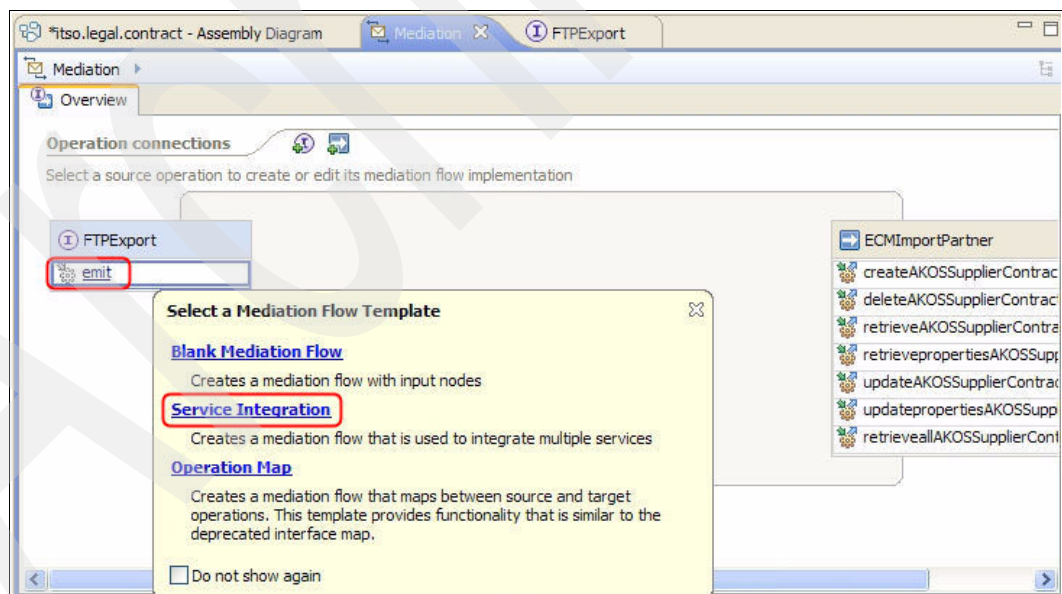 *itso.legal.contract - Assembly Diagram
Mediation
FTPExport
Mediation
Overview
Operation connections
Select a source operation to create or edit its mediation flow implementation
FTPExport
emit
ECMImportPartner
createAKOSSupplierContrac
deleteAKOSSupplierContrac
retrieveAKOSSupplierContra
retrievepropertiesAKOSSupp
updateAKOSSupplierContrac
updatepropertiesAKOSSupp
retrieveallAKOSSupplierCont
Select a Mediation Flow Template
Blank Mediation Flow
Creates a mediation flow with input nodes
Service Integration
Creates a mediation flow that is used to integrate multiple services
Operation Map
Creates a mediation flow that maps between source and target
operations. This template provides functionality that is similar to the
deprecated interface map.
Do not show again